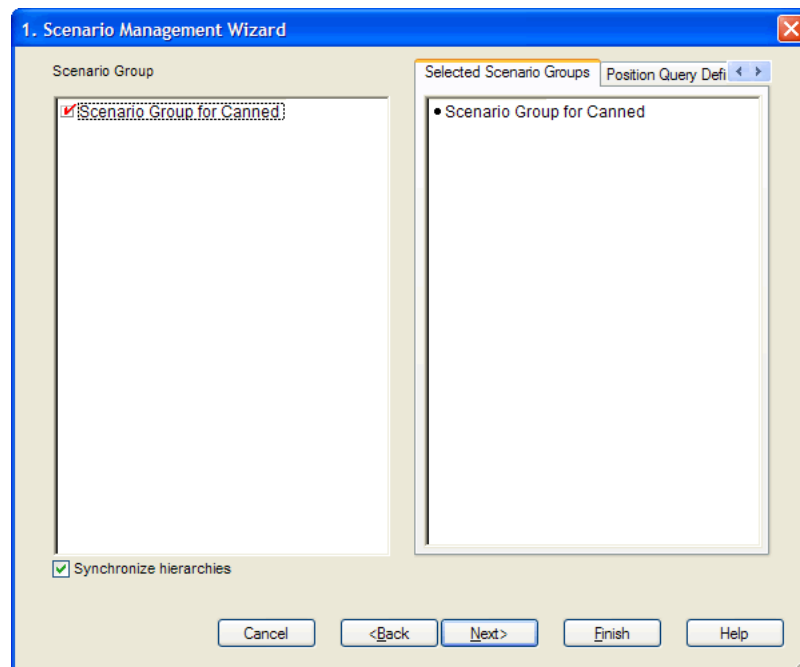 1. Scenario Management Wizard
Scenario Group
Selected Scenario Groups
Position Query Defi
Scenario Group for Canned
• Scenario Group for Canned
Synchronize hierarchies
Cancel
<Back
Next>
Finish
Help